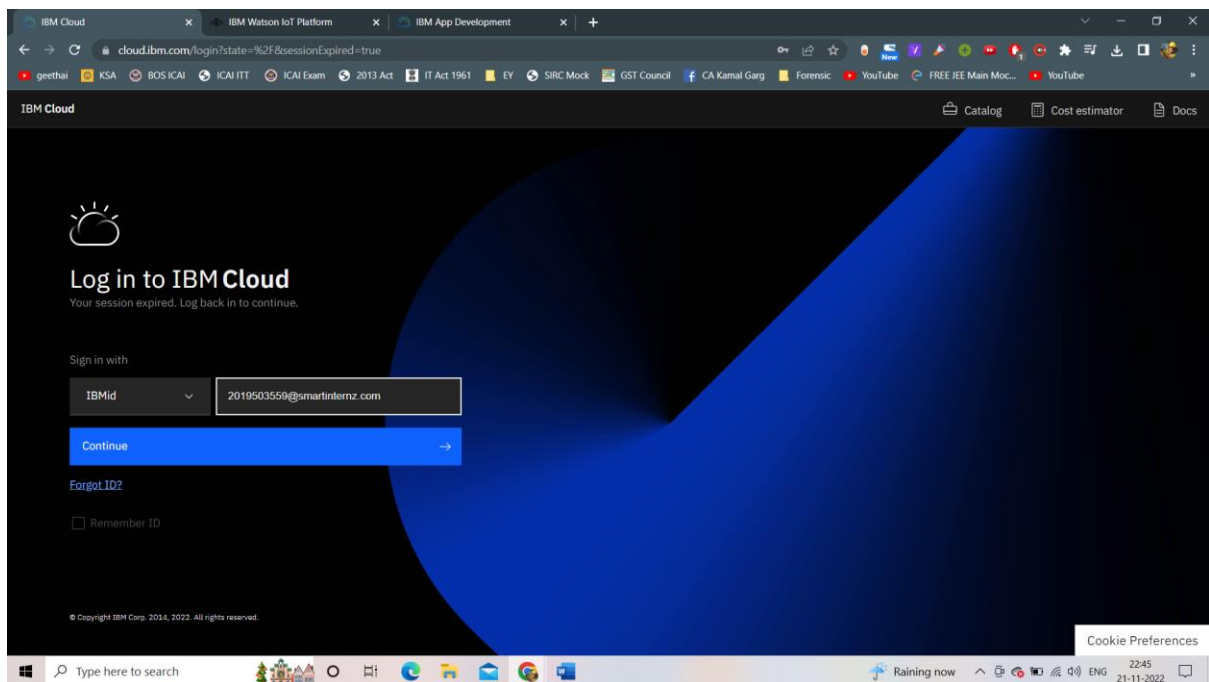 IBM Cloud
IBM Watson IoT Platform
IBM App Development
cloud.ibm.com/login?state=%2F&sessionExpired=true
New
geethai KSA BOS ICAI ICAI ITT ICAI Exam 2013 Act IT Act 1961 EY SIRC Mock GST Council CA Kamal Garg Forensic YouTube FREE JEE Main Moc... YouTube »
IBM Cloud Catalog Cost estimator Docs
Log in to IBM Cloud
Your session expired. Log back in to continue.
Sign in with
IBMid 2019503559@smartinternz.com
Continue
Forgot ID?
Remember ID
© Copyright IBM Corp. 2014, 2022. All rights reserved.
Cookie Preferences
Type here to search Raining now ENG 22:45
21-11-2022